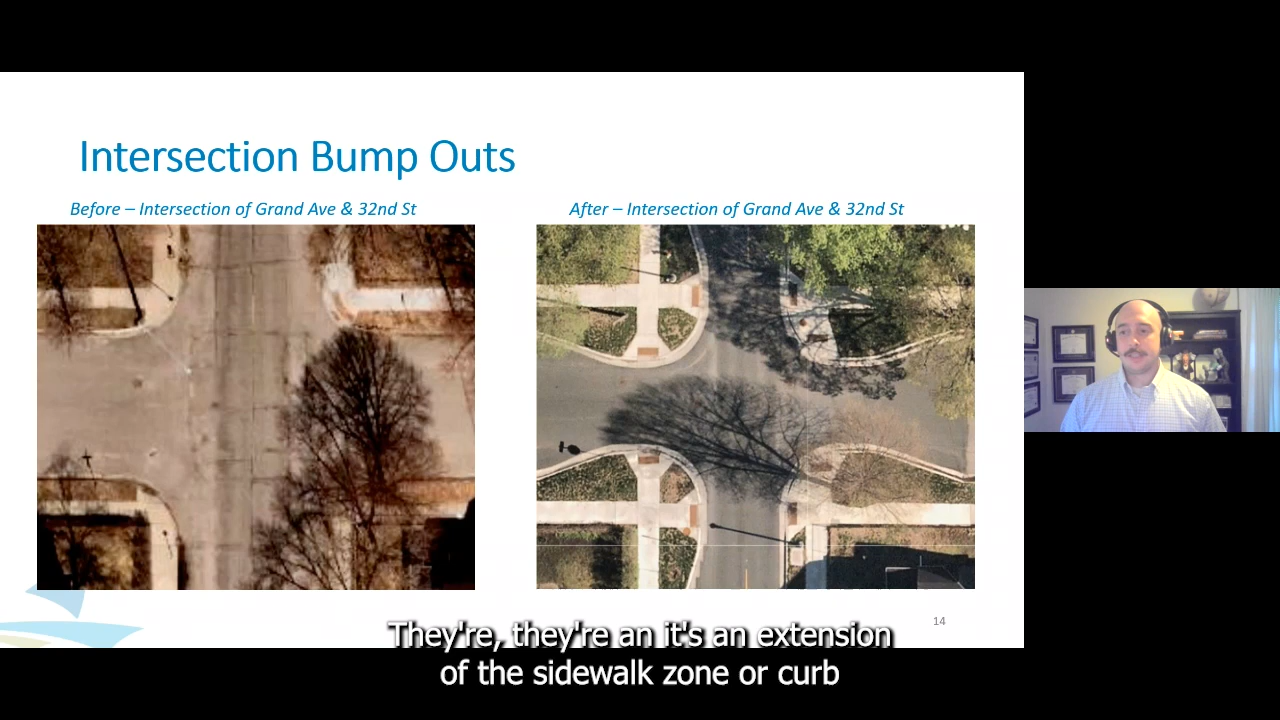 Intersection Bump Outs
Before – Intersection of Grand Ave & 32nd St
After – Intersection of Grand Ave & 32nd St
14
They're, they're an it's an extension
of the sidewalk zone or curb